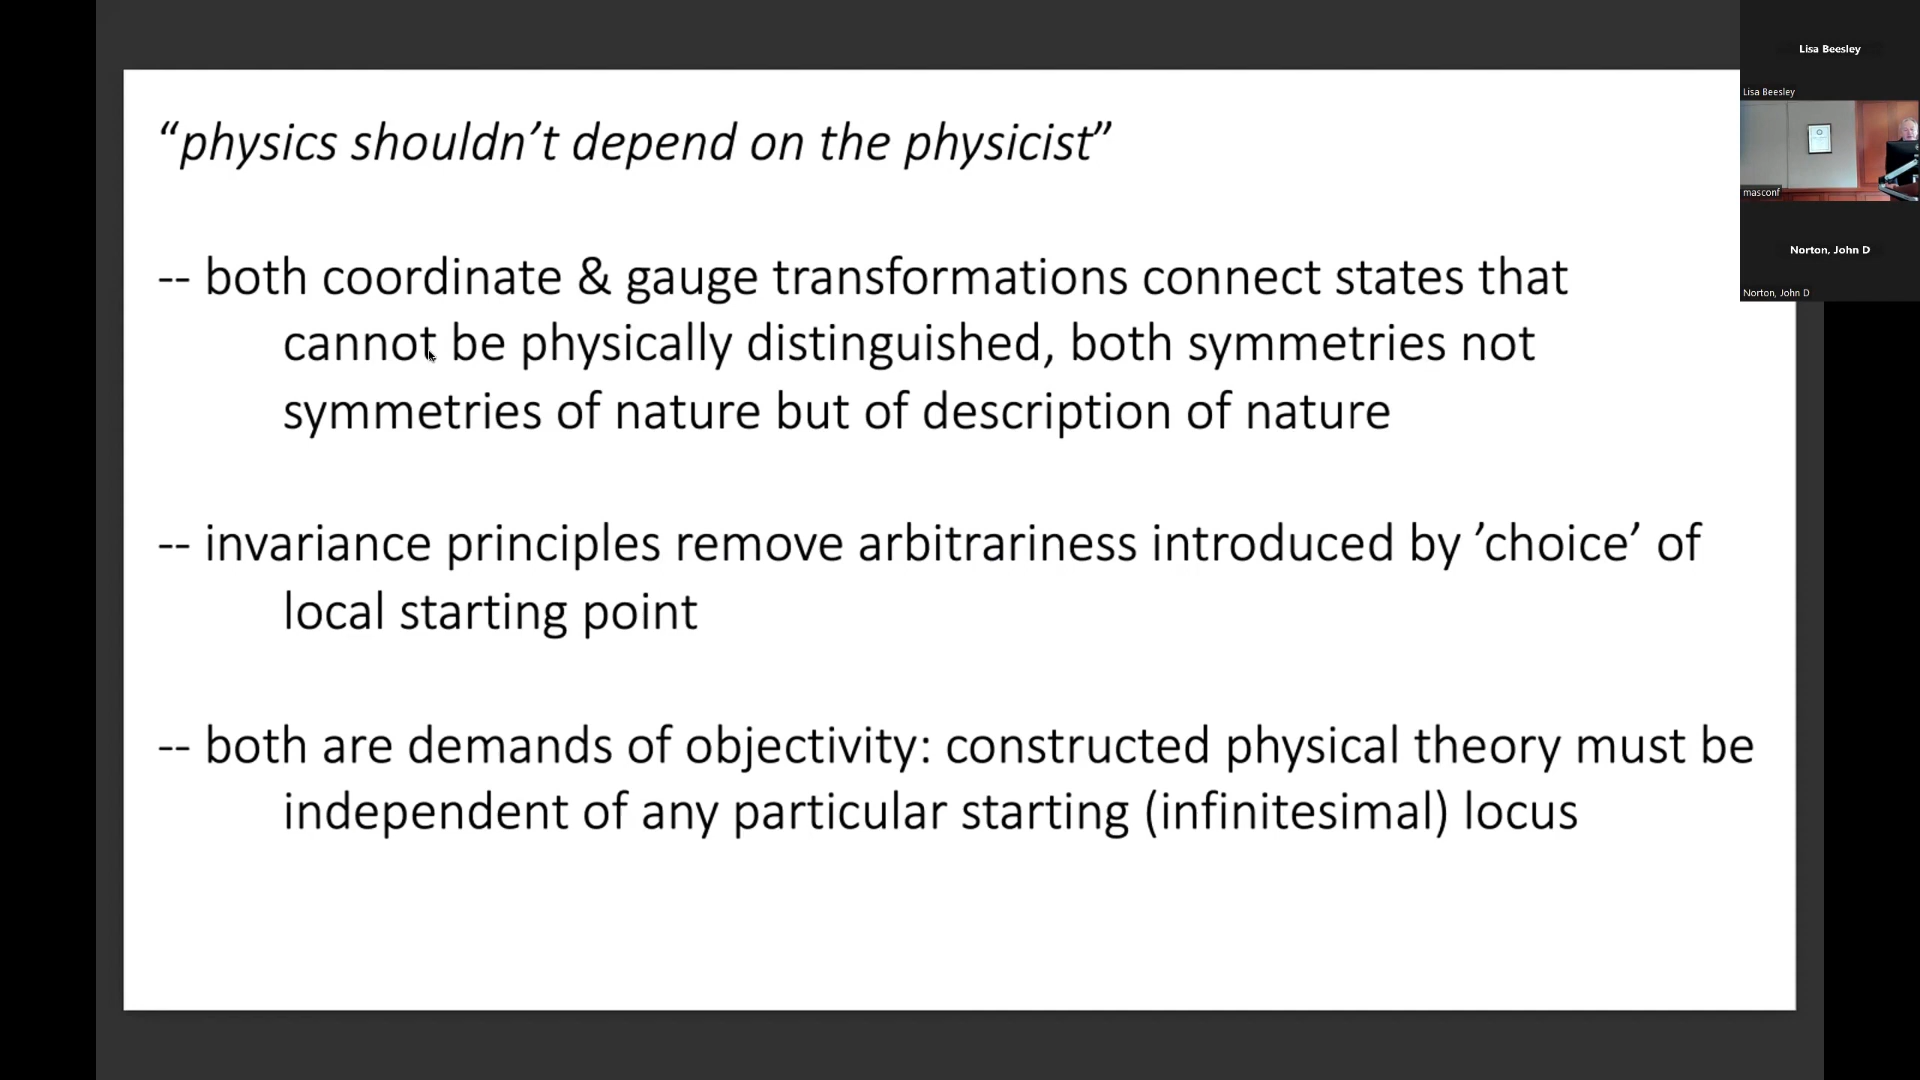 “physics shouldn’t depend on the physicist”
-- both coordinate & gauge transformations connect states that
cannot be physically distinguished, both symmetries not
symmetries of nature but of description of nature
-- invariance principles remove arbitrariness introduced by ’choice’ of
local starting point
-- both are demands of objectivity: constructed physical theory must be
independent of any particular starting (infinitesimal) locus
Lisa Beesley
Lisa Beesley
masconf
Norton, John D
Norton, John D